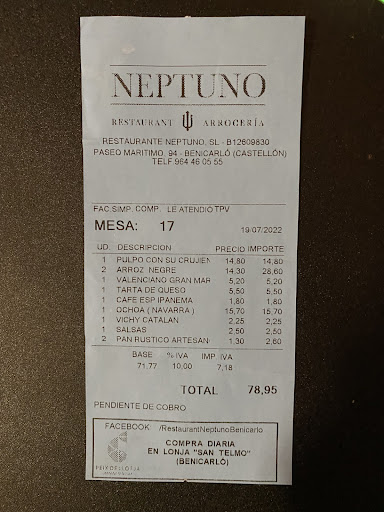 NEPTUNO
RESTAURANT ARROCERÍA
RESTAURANTE NEPTUNO, SL - B12609830
PASEO MARITIMO, 94 - BENICARLÓ (CASTELLÓN)
TELF.964 46 05 55
FAC.SIMP. COMP. LE ATENDIO TPV
MESA: 17 19/07/2022
UD. DESCRIPCION PRECIO IMPORTE
1 PULPO CON SU CRUJIEN 14,80 14,80
2 ARROZ NEGRE 14,30 28,60
1 VALENCIANO GRAN MAR 5,20 5,20
1 TARTA DE QUESO 5,50 5,50
1 CAFE ESP IPANEMA 1,80 1,80
1 OCHOA ( NAVARRA ) 15,70 15,70
1 VICHY CATALAN 2,25 2,25
1 SALSAS 2,50 2,50
2 PAN RUSTICO ARTESAN 1,30 2,60
BASE % IVA IMP. IVA
71,77 10,00 7,18
TOTAL 78,95
PENDIENTE DE COBRO
FACEBOOK /RestaurantNeptunoBenicarlo
COMPRA DIARIA
EN LONJA "SAN TELMO"
(BENICARLÓ)